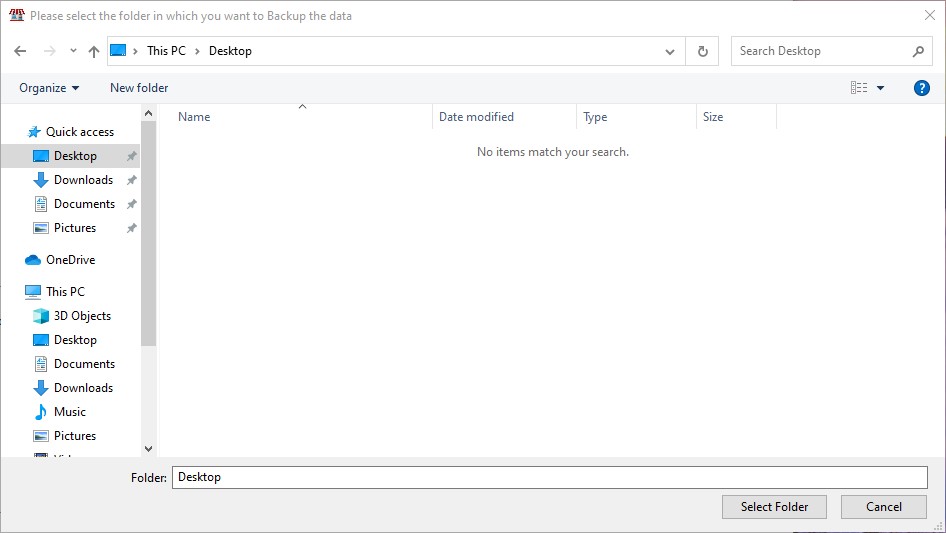 Please select the folder in which you want to Backup the data
This PC > Desktop
Search Desktop
Organize
New folder
Name Date modified Type Size
No items match your search.
Quick access
Desktop
Downloads
Documents
Pictures
OneDrive
This PC
3D Objects
Desktop
Documents
Downloads
Music
Pictures
Folder: Desktop
Select Folder
Cancel